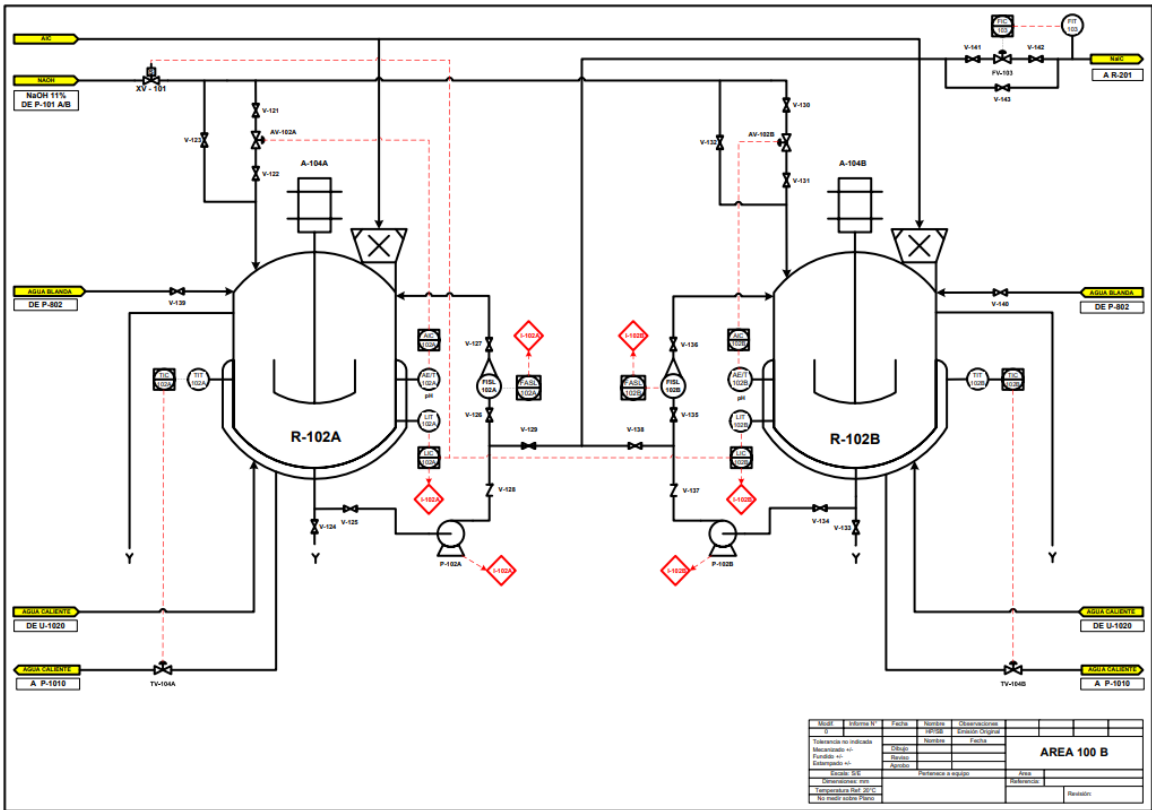 AIC
NAOH
NaOH 11%
DE P-101 A/B
XV - 101
V-123
V-121
AV-102A
V-122
A-104A
V-132
V-130
AV-102B
V-131
A-104B
FIC
103
FIT
103
V-141
V-142
FV-103
V-143
NaIC
A R-201
AGUA BLANDA
DE P-802
V-139
AGUA BLANDA
DE P-802
V-140
TIC
102A
TIT
102A
R-102A
AIC
102A
AE/T
102A
pH
LIT
102A
LIC
102A
I-102A
V-127
FISL
102A
V-126
FASL
102A
I-102A
V-129
V-128
V-124
V-125
P-102A
I-102A
I-102B
FASL
102B
V-136
FISL
102B
V-135
V-138
V-137
AIC
102B
AE/T
102B
pH
LIT
102B
LIC
102B
I-102B
R-102B
TIT
102B
TIC
102B
V-134
V-133
P-102B
I-102B
Y
Y
Y
Y
AGUA CALIENTE
DE U-1020
AGUA CALIENTE
A P-1010
TV-104A
AGUA CALIENTE
DE U-1020
AGUA CALIENTE
A P-1010
TV-104B
Modif. Informe N° Fecha Nombre Observaciones
0 HP/SB Emisión Original
Tolerancia no indicada
Mecanizado +/-
Fundido +/-
Estampado +/-
Nombre Fecha
Dibujo
Reviso
Aprobo
AREA 100 B
Escala: S/E
Dimensiones: mm
Temperatura Ref: 20°C
No medir sobre Plano
Pertenece a equipo
Area
Referencia:
Revisión: